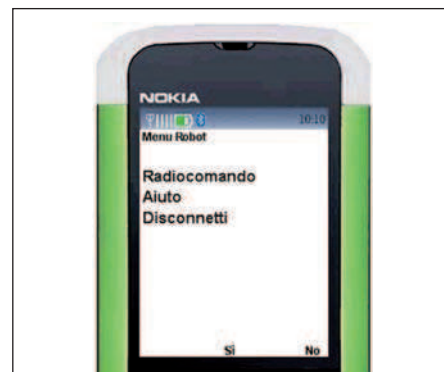 NOKIA
10:10
Menu Robot
Radiocomando
Aiuto
Disconnetti
Sì No